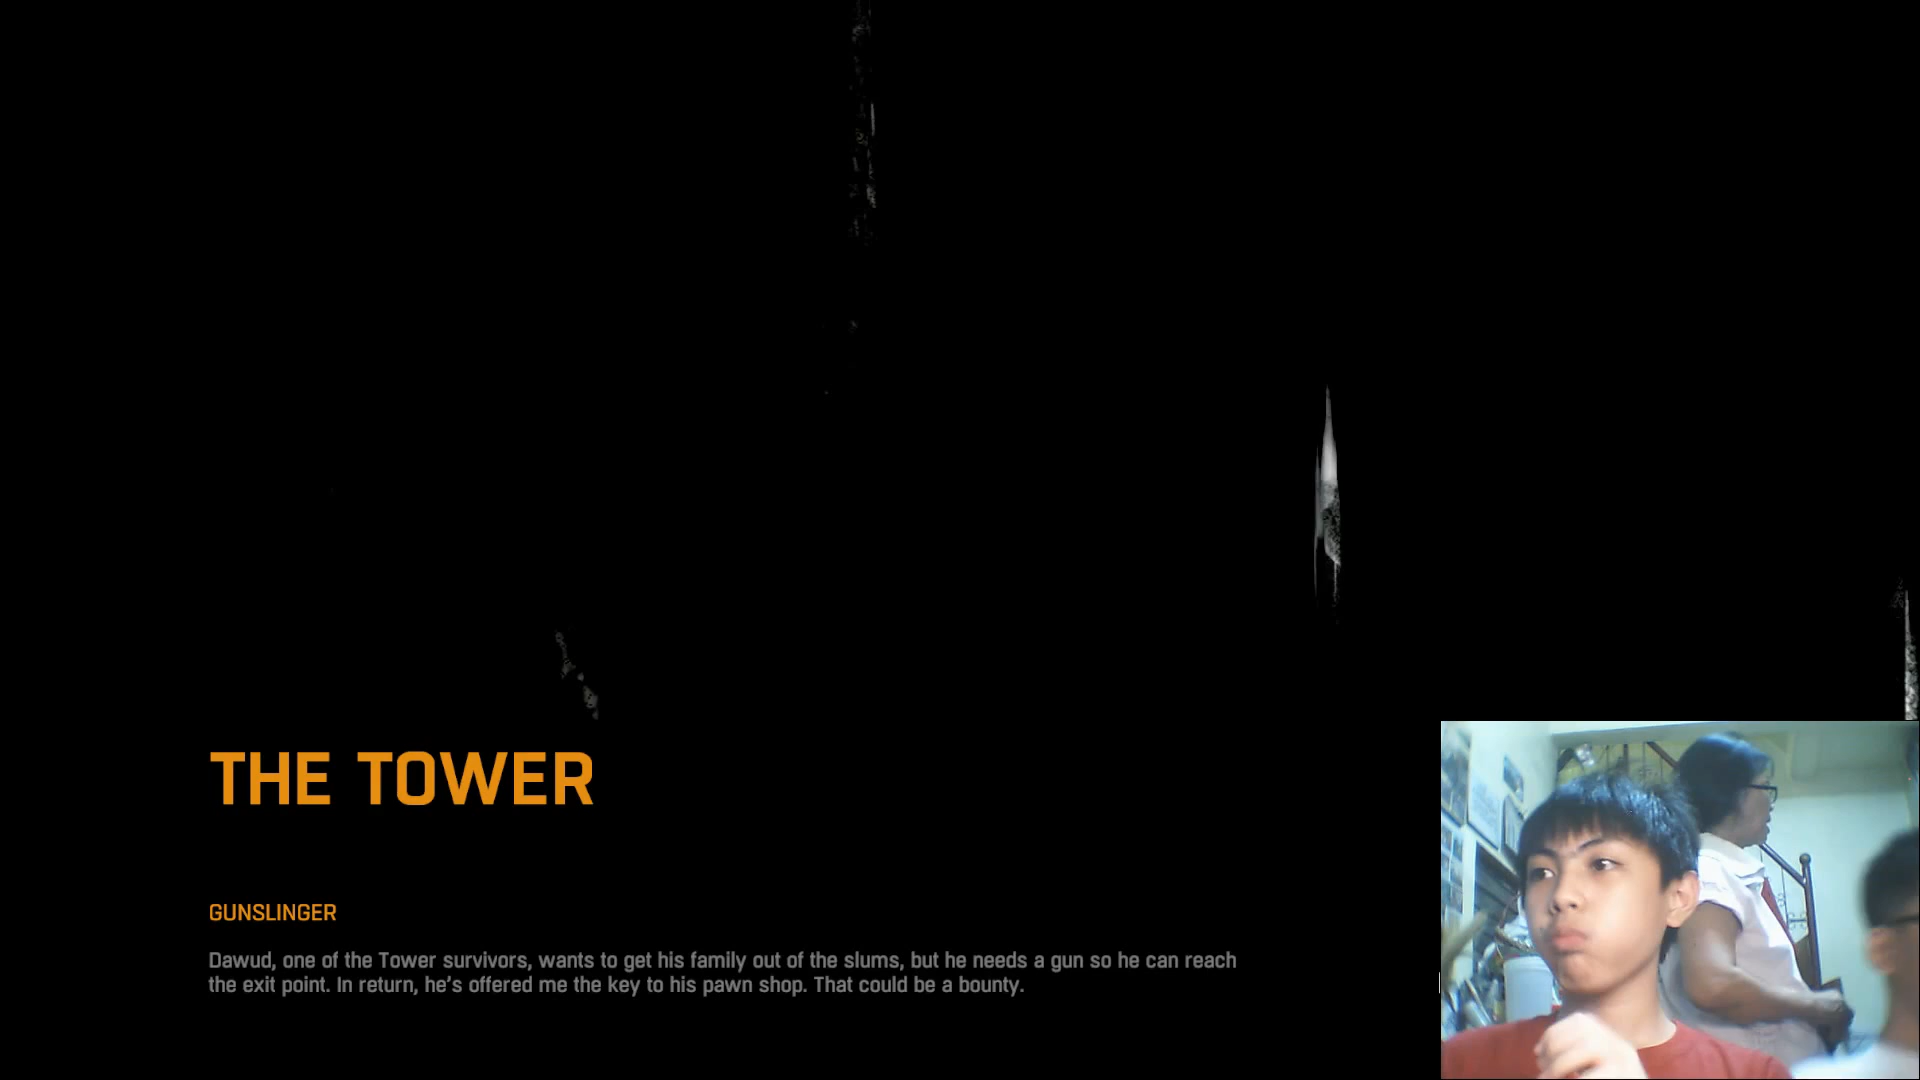 THE TOWER
GUNSLINGER
Dawud, one of the Tower survivors, wants to get his family out of the slums, but he needs a gun so he can reach
the exit point. In return, he's offered me the key to his pawn shop. That could be a bounty.